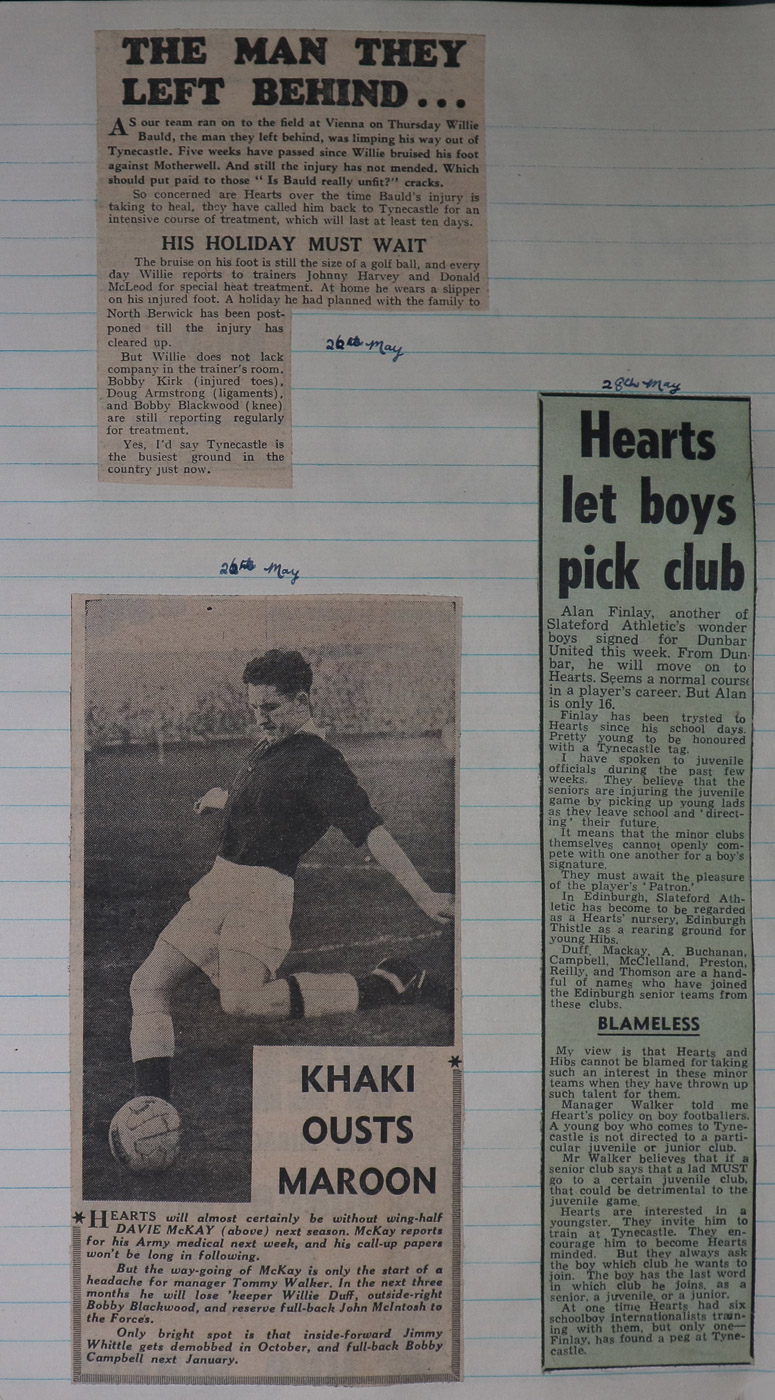 THE MAN THEY
LEFT BEHIND...
AS our team ran on to the field at Vienna on Thursday Willie
Bauld, the man they left behind, was limping his way out of
Tynecastle. Five weeks have passed since Willie bruised his foot
against Motherwell. And still the injury has not mended. Which
should put paid to those " Is Bauld really unfit?" cracks.
So concerned are Hearts over the time Bauld's injury is
taking to heal, they have called him back to Tynecastle for an
intensive course of treatment, which will last at least ten days.
HIS HOLIDAY MUST WAIT
The bruise on his foot is still the size of a golf ball, and every
day Willie reports to trainers Johnny Harvey and Donald
McLeod for special heat treatment. At home he wears a slipper
on his injured foot. A holiday he had planned with the family to
North Berwick has been post-
poned till the injury has
cleared up.
But Willie does not lack
company in the trainer's room.
Bobby Kirk (injured toes),
Doug Armstrong (ligaments),
and Bobby Blackwood (knee)
are still reporting regularly
for treatment.
Yes, I'd say Tynecastle is
the busiest ground in the
country just now.
26th May
26th May
KHAKI
OUSTS
MAROON
*
* HEARTS will almost certainly be without wing-half
DAVIE McKAY (above) next season. McKay reports
for his Army medical next week, and his call-up papers
won't be long in following.
But the way-going of McKay is only the start of a
headache for manager Tommy Walker. In the next three
months he will lose 'keeper Willie Duff, outside-right
Bobby Blackwood, and reserve full-back John McIntosh to
the Forces.
Only bright spot is that inside-forward Jimmy
Whittle gets demobbed in October, and full-back Bobby
Campbell next January.
28th May
Hearts
let boys
pick club
Alan Finlay, another of
Slateford Athletic's wonder
boys signed for Dunbar
United this week. From Dun-
bar, he will move on to
Hearts. Seems a normal course
in a player's career. But Alan
is only 16.
Finlay has been trysted to
Hearts since his school days.
Pretty young to be honoured
with a Tynecastle tag.
I have spoken to juvenile
officials during the past few
weeks. They believe that the
seniors are injuring the juvenile
game by picking up young lads
as they leave school and 'direct-
ing' their future.
It means that the minor clubs
themselves cannot openly com-
pete with one another for a boy's
signature.
They must await the pleasure
of the player's 'Patron.'
In Edinburgh, Slateford Ath-
letic has become to be regarded
as a Hearts' nursery, Edinburgh
Thistle as a rearing ground for
young Hibs.
Duff, Mackay, A. Buchanan,
Campbell, McClelland, Preston,
Reilly, and Thomson are a hand-
ful of names who have joined
the Edinburgh senior teams from
these clubs.
BLAMELESS
My view is that Hearts and
Hibs cannot be blamed for taking
such an interest in these minor
teams when they have thrown up
such talent for them.
Manager Walker told me
Heart's policy on boy footballers.
A young boy who comes to Tyne-
castle is not directed to a parti-
cular juvenile or junior club.
Mr Walker believes that if a
senior club says that a lad MUST
go to a certain juvenile club,
that could be detrimental to the
juvenile game.
Hearts are interested in a
youngster. They invite him to
train at Tynecastle. They en-
courage him to become Hearts
minded. But they always ask
the boy which club he wants to
join. The boy has the last word
in which club he joins, as a
senior, a juvenile, or a junior.
At one time Hearts had six
schoolboy internationalists train-
ing with them, but only one—
Finlay, has found a peg at Tyne-
castle.